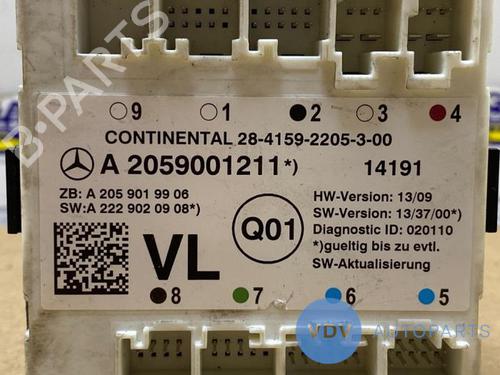 B-PARTS
9 1 2 3 4
CONTINENTAL 28-4159-2205-3-00
A 2059001211*) 14191
ZB: A 205 901 99 06
SW:A 222 902 09 08*)
HW-Version: 13/09
SW-Version: 13/37/00*)
Diagnostic ID: 020110
*)gueltig bis zu evtl.
SW-Aktualisierung
Q01
VL
8 7 6 5
VDV AUTOPARTS